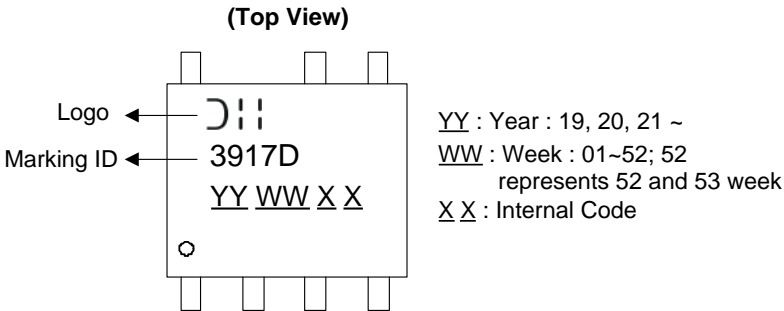 (Top View)
Logo
Marking ID
3917D
YY WW X X
YY : Year : 19, 20, 21 ~
WW : Week : 01~52; 52
represents 52 and 53 week
X X : Internal Code